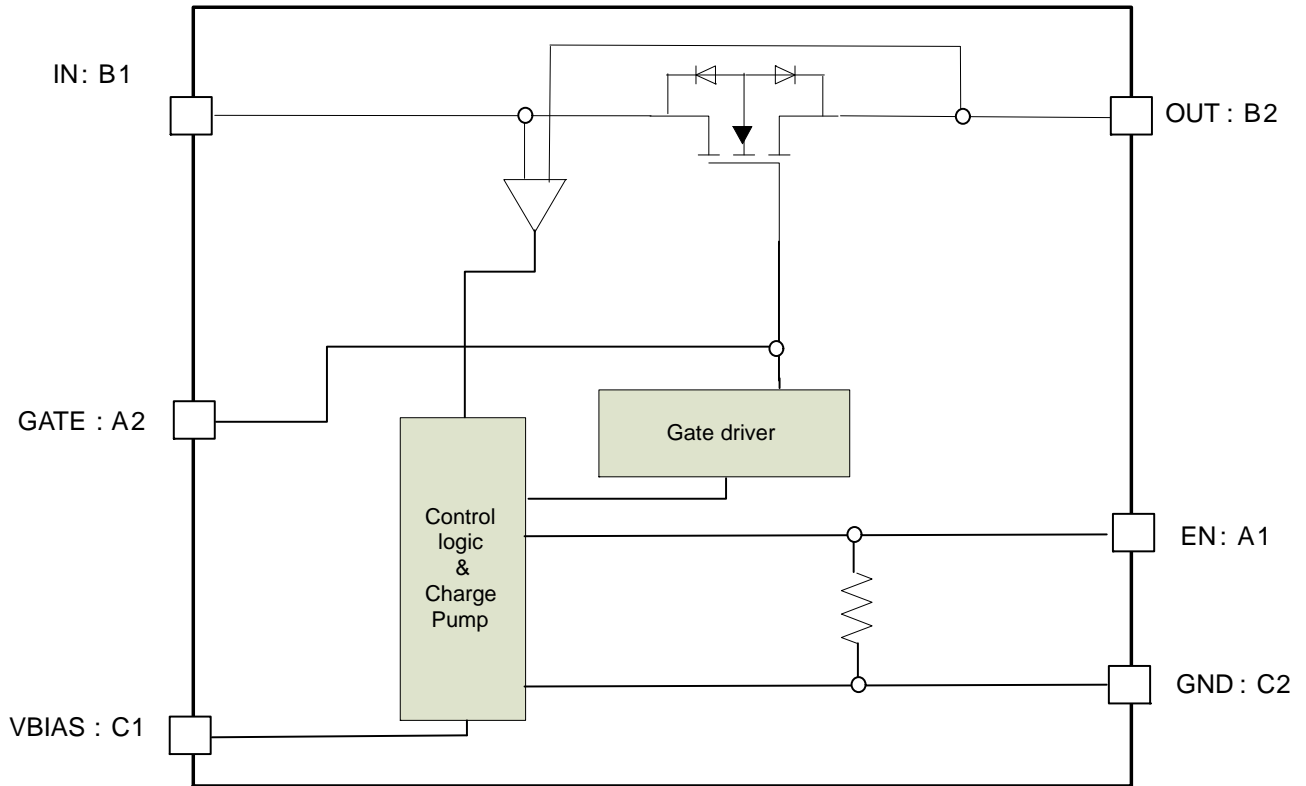 IN: B1
OUT : B2
GATE : A2
Gate driver
Control
logic
&
Charge
Pump
EN: A1
GND : C2
VBIAS : C1